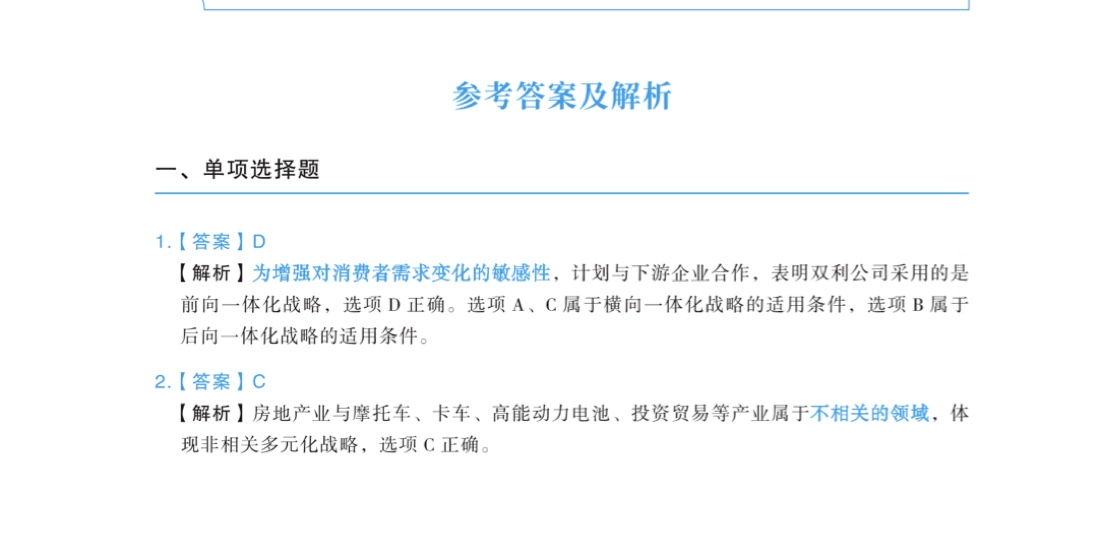 参考答案及解析
一、单项选择题
1.【答案】D
【解析】为增强对消费者需求变化的敏感性，计划与下游企业合作，表明双利公司采用的是
前向一体化战略，选项 D 正确。选项 A、C 属于横向一体化战略的适用条件，选项 B 属于
后向一体化战略的适用条件。
2.【答案】C
【解析】房地产业与摩托车、卡车、高能动力电池、投资贸易等产业属于不相关的领域，体
现非相关多元化战略，选项 C 正确。